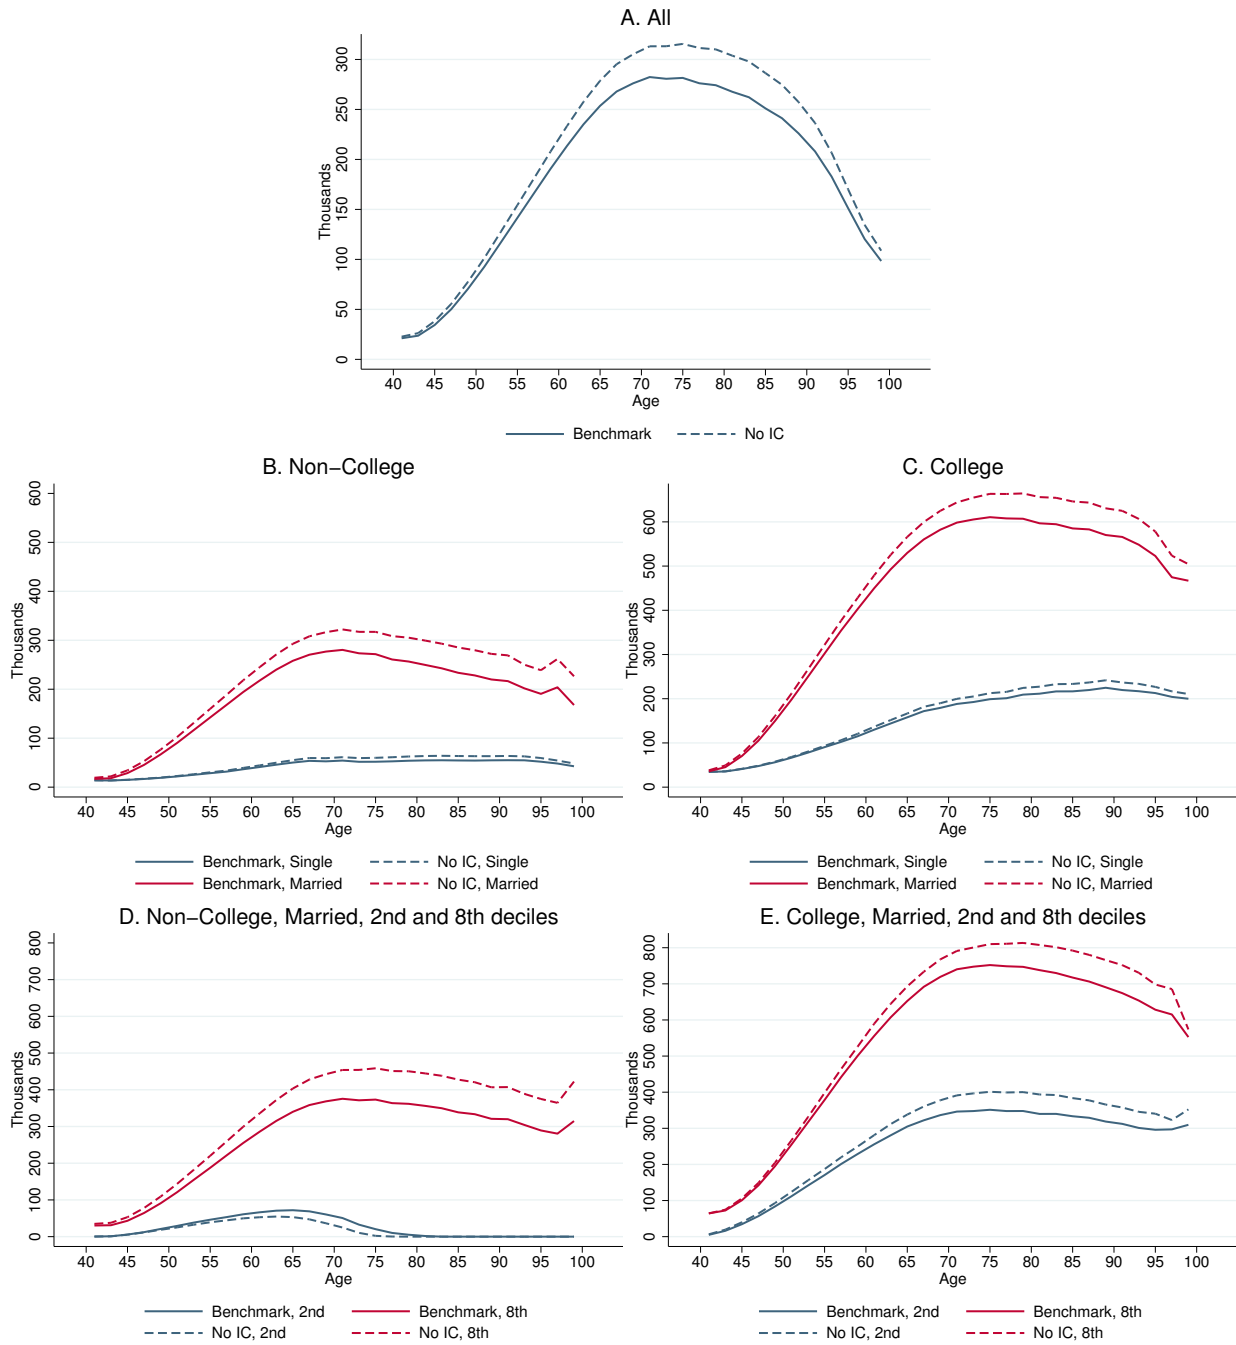 A. All
Thousands
0 50 100 150 200 250 300
40 45 50 55 60 65 70 75 80 85 90 95 100
Age
Benchmark No IC
B. Non−College
Thousands
0 100 200 300 400 500 600
40 45 50 55 60 65 70 75 80 85 90 95 100
Age
Benchmark, Single No IC, Single
Benchmark, Married No IC, Married
C. College
Thousands
0 100 200 300 400 500 600
40 45 50 55 60 65 70 75 80 85 90 95 100
Age
Benchmark, Single No IC, Single
Benchmark, Married No IC, Married
D. Non−College, Married, 2nd and 8th deciles
Thousands
0 100 200 300 400 500 600 700 800
40 45 50 55 60 65 70 75 80 85 90 95 100
Age
Benchmark, 2nd Benchmark, 8th
No IC, 2nd No IC, 8th
E. College, Married, 2nd and 8th deciles
Thousands
0 100 200 300 400 500 600 700 800
40 45 50 55 60 65 70 75 80 85 90 95 100
Age
Benchmark, 2nd Benchmark, 8th
No IC, 2nd No IC, 8th